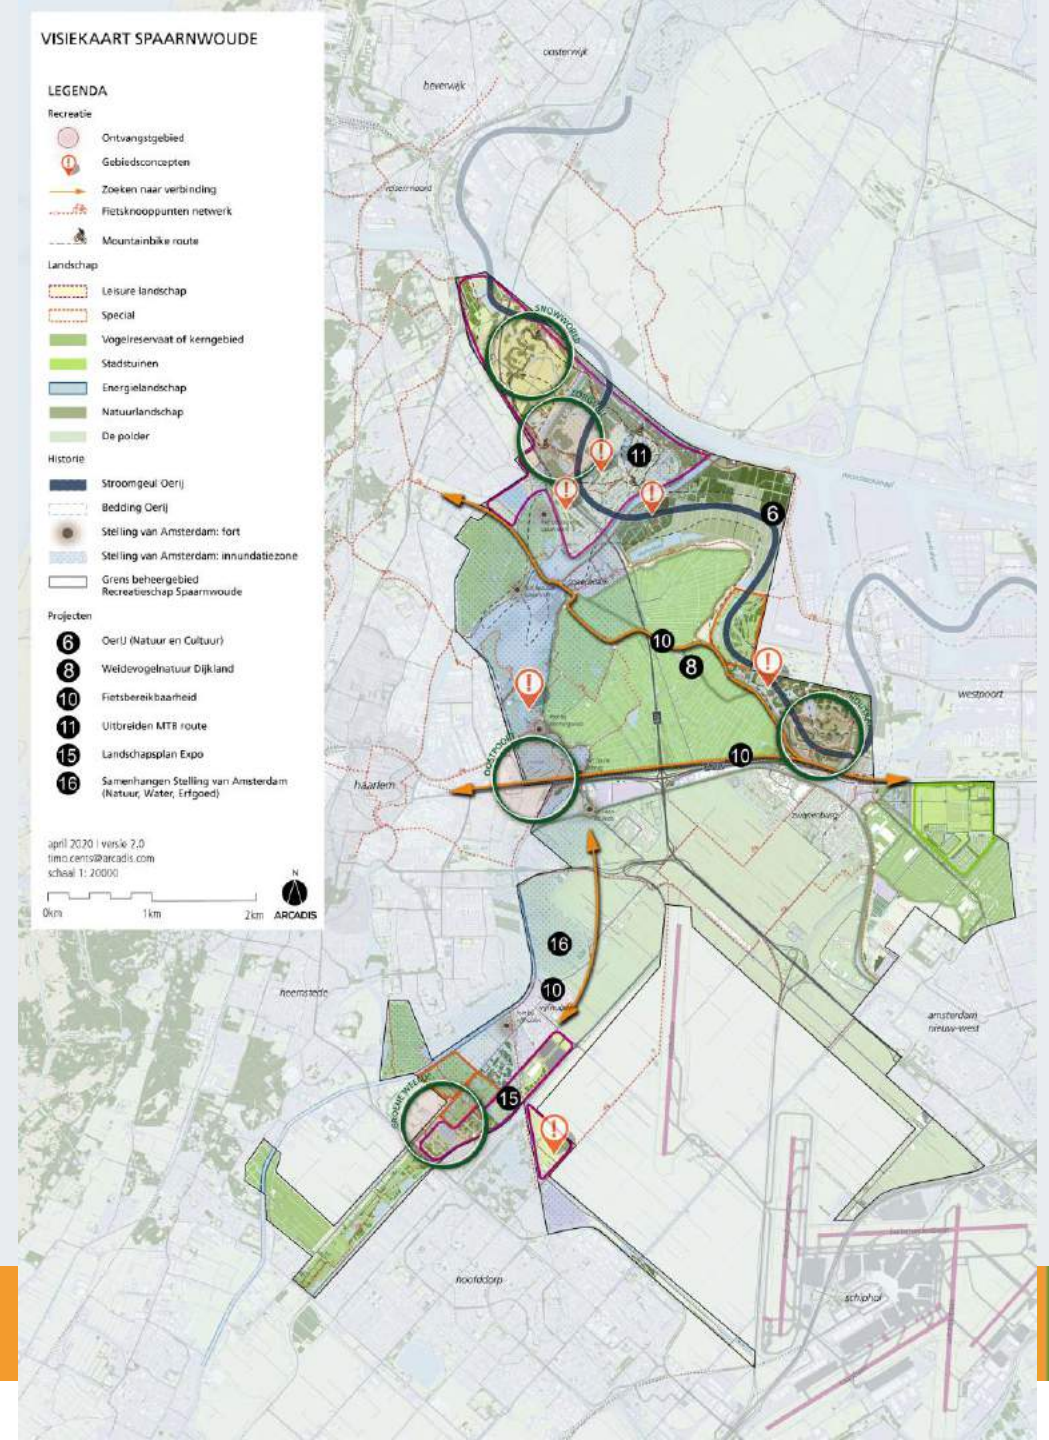 VISIEKAART SPAARNWOUDE
LEGENDA
Recreatie
Ontvangstgebied
Gebiedsconcepten
Zoeken naar verbinding
Fietsknooppunten netwerk
Mountainbike route
Landschap
Leisure landschap
Special
Vogelreservaat of kerngebied
Stadstuinen
Energielandschap
Natuurlandschap
De polder
Historie
Stroomgeul Oerij
Bedding Oerij
Stelling van Amsterdam: fort
Stelling van Amsterdam: innundatiezone
Grens beheergebied
Recreatieschap Spaarnwoude
Projecten
6 OerIJ (Natuur en Cultuur)
8 Weidevogelnatuur Dijkland
10 Fietsbereikbaarheid
11 Uitbreiden MTB route
15 Landschapsplan Expo
16 Samenhangen Stelling van Amsterdam
(Natuur, Water, Erfgoed)
april 2020 | versie 2.0
timo.cents@arcadis.com
schaal 1: 20000
0km 1km 2km
N
ARCADIS
oosterwijk
beverwijk
SNOWWORLD
11
6
10
8
westpoort
10
haarlem
zwanenburg
16
10
heemstede
amsterdam
nieuw-west
15
hoofddorp
schiphol